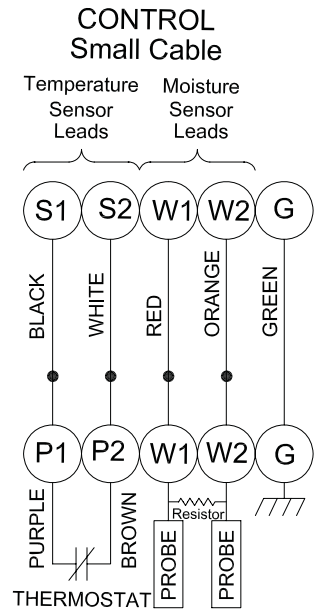 CONTROL
Small Cable
Temperature Sensor Leads
Moisture Sensor Leads
S1 S2 W1 W2 G
BLACK
WHITE
RED
ORANGE
GREEN
P1 P2 W1 W2 G
PURPLE
BROWN
Resistor
THERMOSTAT
PROBE
PROBE